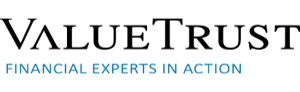 VALUETRUST
FINANCIAL EXPERTS IN ACTION